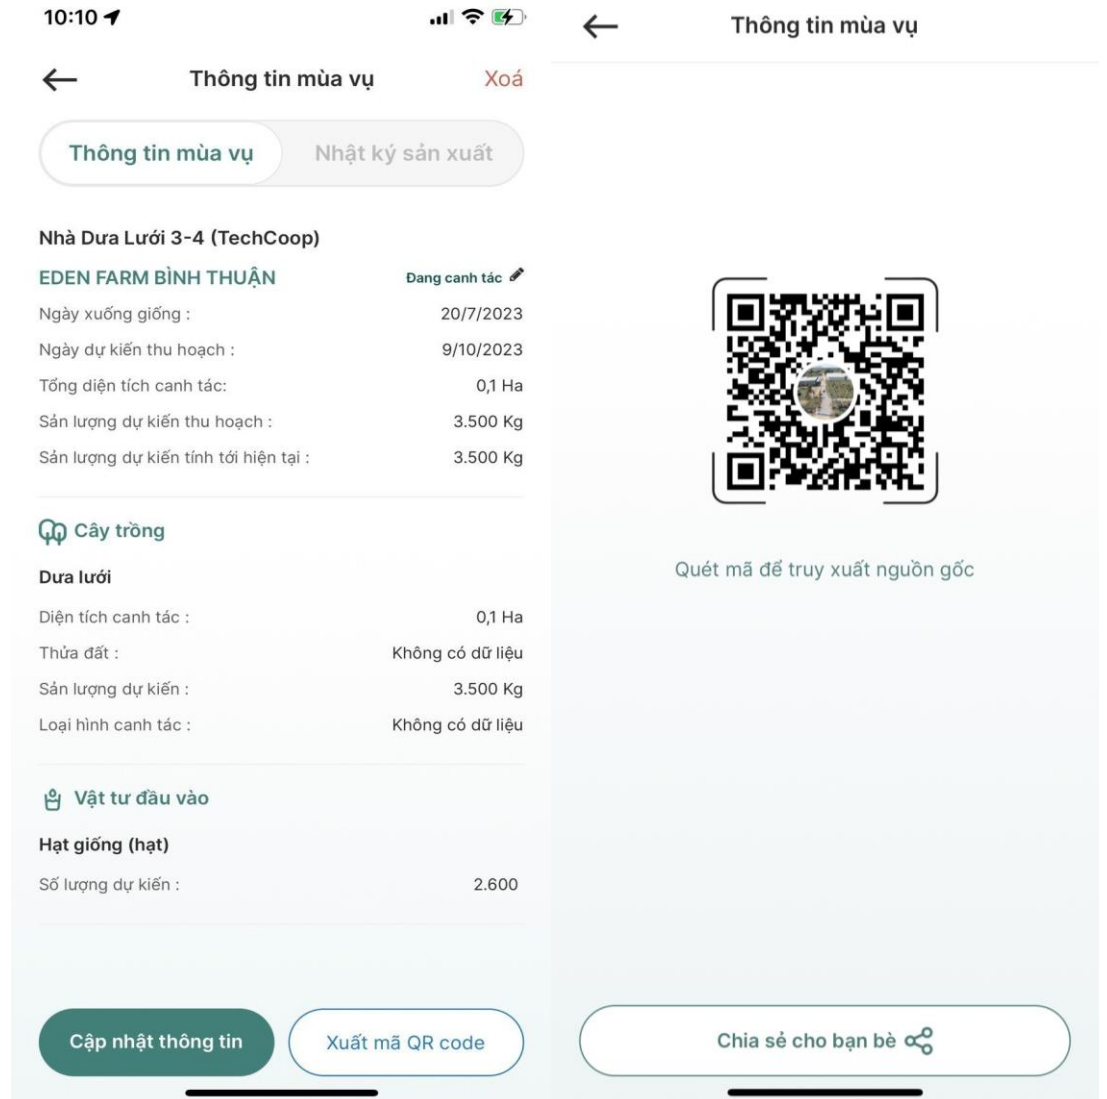 10:10
Thông tin mùa vụ Xoá
Thông tin mùa vụ Nhật ký sản xuất
Nhà Dưa Lưới 3-4 (TechCoop)
EDEN FARM BÌNH THUẬN Đang canh tác
Ngày xuống giống : 20/7/2023
Ngày dự kiến thu hoạch : 9/10/2023
Tổng diện tích canh tác: 0,1 Ha
Sản lượng dự kiến thu hoạch : 3.500 Kg
Sản lượng dự kiến tính tới hiện tại : 3.500 Kg
Cây trồng
Dưa lưới
Diện tích canh tác : 0,1 Ha
Thửa đất : Không có dữ liệu
Sản lượng dự kiến : 3.500 Kg
Loại hình canh tác : Không có dữ liệu
Vật tư đầu vào
Hạt giống (hạt)
Số lượng dự kiến : 2.600
Cập nhật thông tin Xuất mã QR code
Thông tin mùa vụ
Quét mã để truy xuất nguồn gốc
Chia sẻ cho bạn bè